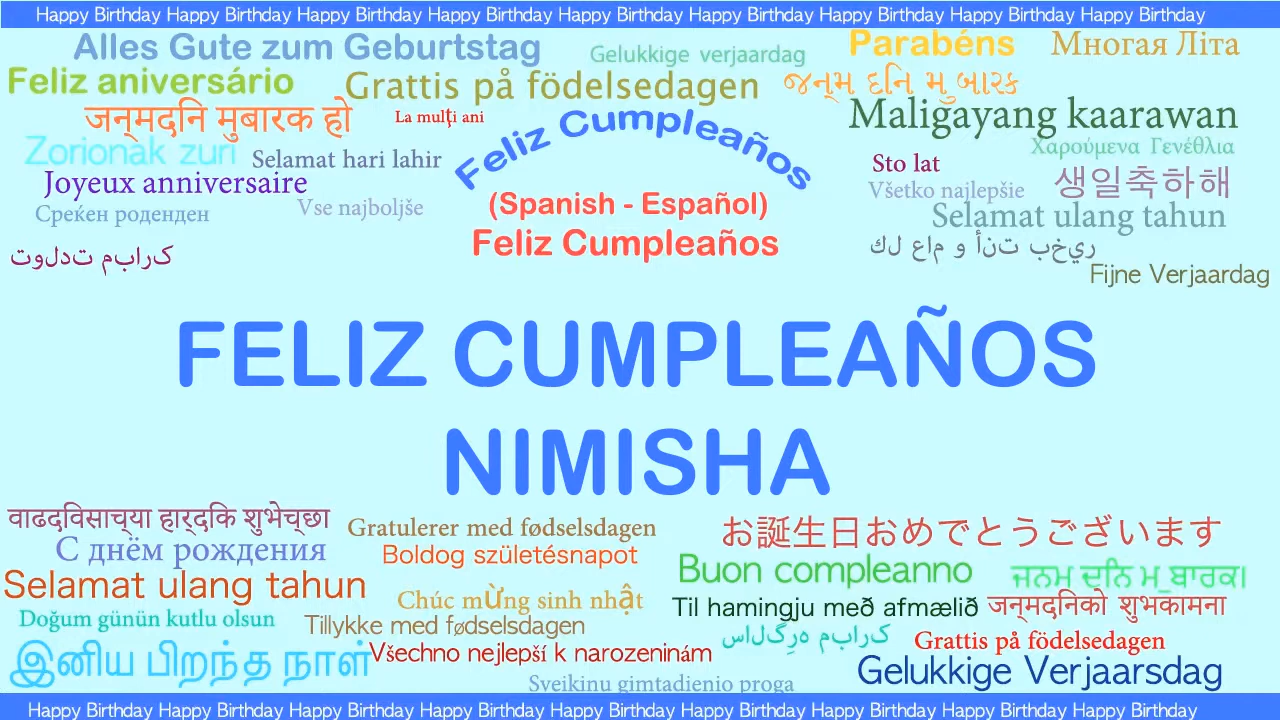 Happy Birthday Happy Birthday Happy Birthday Happy Birthday Happy Birthday Happy Birthday Happy Birthday Happy Birthday Happy Birthday
Alles Gute zum Geburtstag
Gelukkige verjaardag
Parabéns
Многая Літа
Feliz aniversário
Grattis på födelsedagen
જન્મ દનિ મુબારક
जन्मदनि मुबारक हो
La mulţi ani
Feliz Cumpleaños
Maligayang kaarawan
Zorionak zuri
Selamat hari lahir
Sto lat
Χαρούμενα Γενέθλια
Joyeux anniversaire
Vse najboljše
(Spanish - Español)
Všetko najlepšie
생일축하해
Среќен роденден
Feliz Cumpleaños
Selamat ulang tahun
تولدت مبارک
كل عام و أنت بخير
Fijne Verjaardag
FELIZ CUMPLEAÑOS
NIMISHA
वाढदविसाच्या हार्दकि शुभेच्छा
Gratulerer med fødselsdagen
お誕生日おめでとうございます
С днём рождения
Boldog születésnapot
Buon compleanno
ਜਨਮ ਦਨਿ ਮੁਬਾਰਕ।
Selamat ulang tahun
Chúc mừng sinh nhật
Til hamingju með afmælið
जन्मदनिको शुभकामना
Doğum günün kutlu olsun
Tillykke med fødselsdagen
سالگرہ مبارک
Grattis på födelsedagen
இனிய பிறந்த நாள்
Všechno nejlepší k narozeninám
Gelukkige Verjaarsdag
Sveikinu gimtadienio proga
Happy Birthday Happy Birthday Happy Birthday Happy Birthday Happy Birthday Happy Birthday Happy Birthday Happy Birthday Happy Birthday